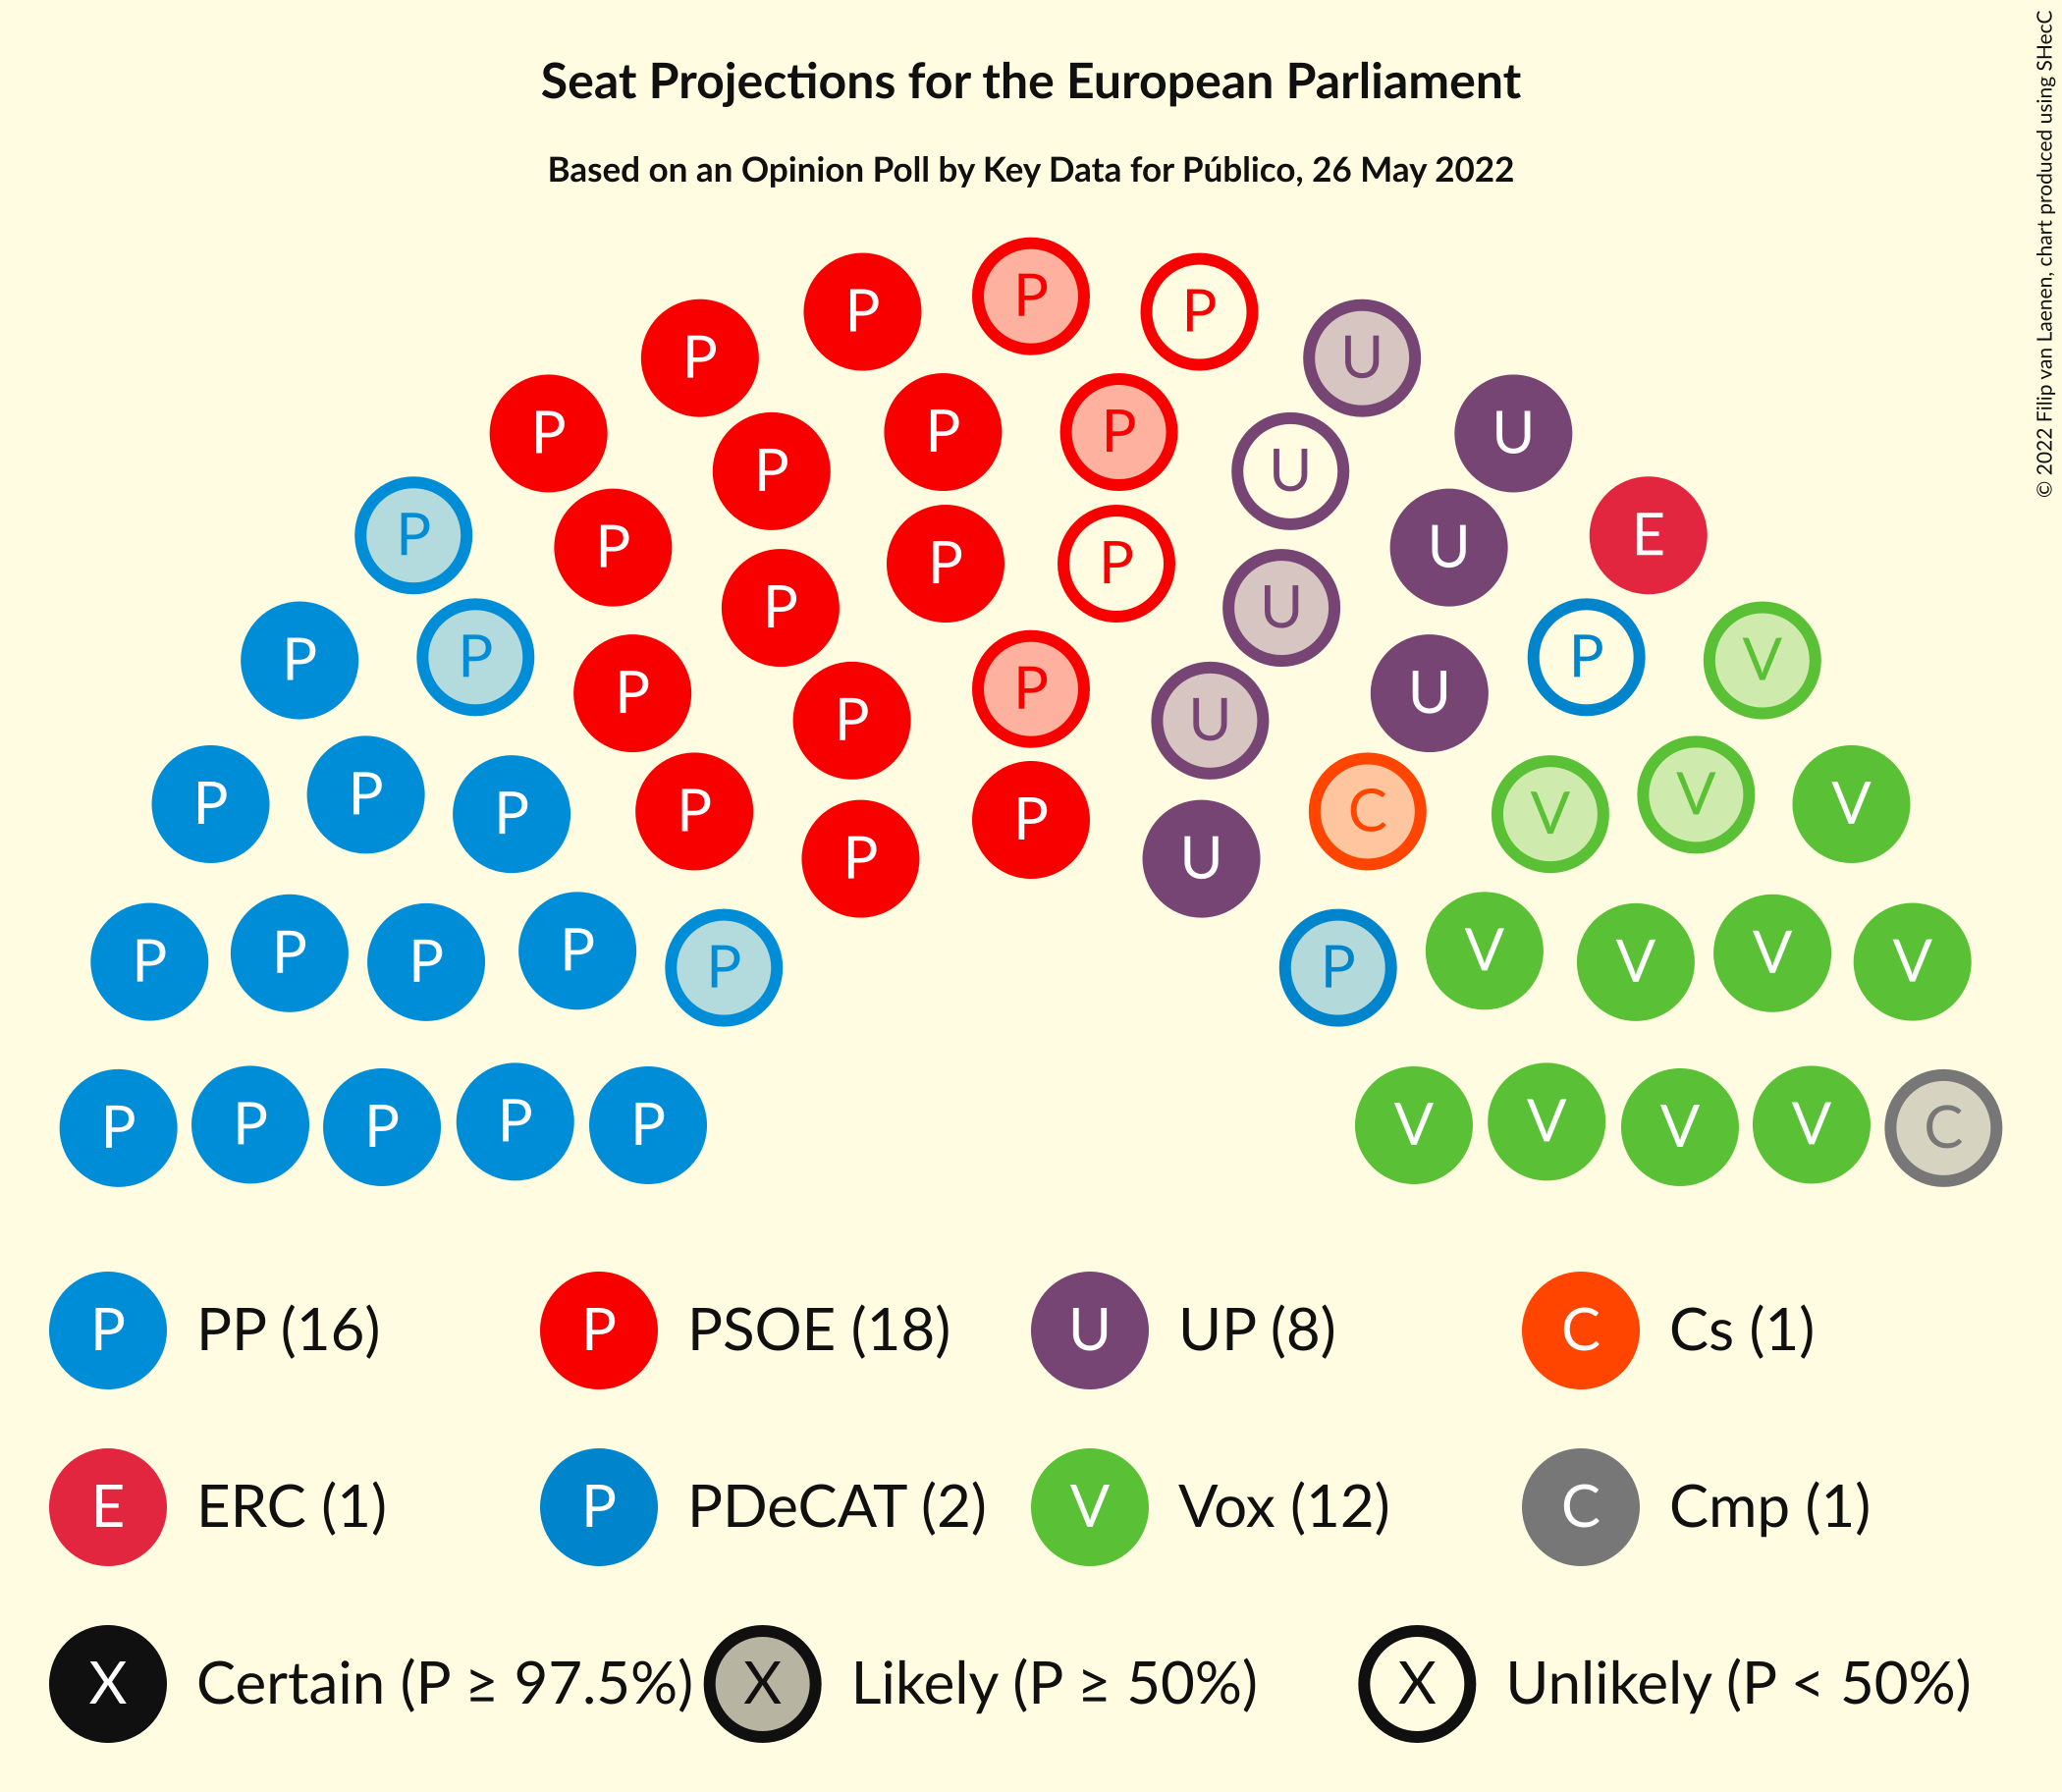 Seat Projections for the European Parliament
Based on an Opinion Poll by Key Data for Público, 26 May 2022
© 2022 Filip van Laenen, chart produced using SHecC
P
P P
P U
P U
P P U
P U
P E
P P
P P U
P U
P P
P V
P U
P U
P P V
P P C V V
P P P
P U
P P P P P P V V V V
P P P P P V V V V C
P PP (16) P PSOE (18) U UP (8) C Cs (1)
E ERC (1) P PDeCAT (2) V Vox (12) C Cmp (1)
X Certain (P ≥ 97.5%) X Likely (P ≥ 50%) X Unlikely (P < 50%)